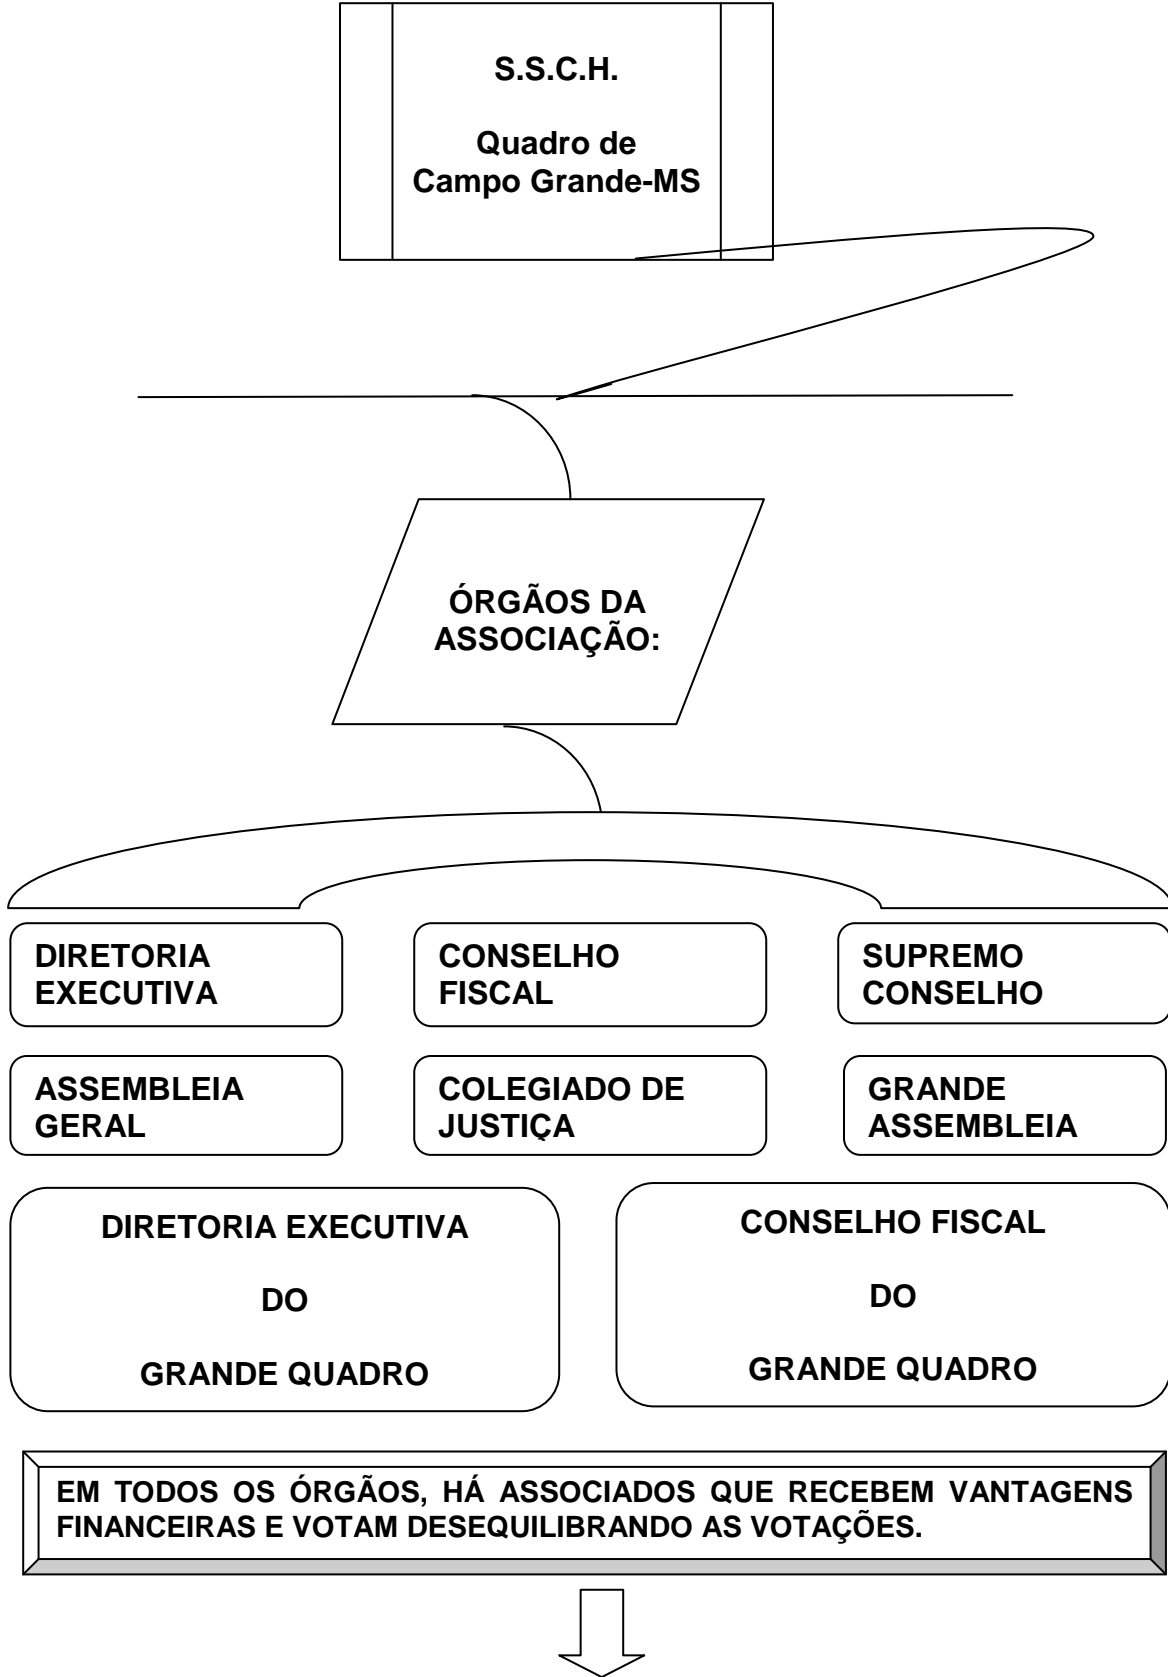 S.S.C.H.
Quadro de
Campo Grande-MS
ÓRGÃOS DA
ASSOCIAÇÃO:
DIRETORIA
EXECUTIVA
CONSELHO
FISCAL
SUPREMO
CONSELHO
ASSEMBLEIA
GERAL
COLEGIADO DE
JUSTIÇA
GRANDE
ASSEMBLEIA
DIRETORIA EXECUTIVA
DO
GRANDE QUADRO
CONSELHO FISCAL
DO
GRANDE QUADRO
EM TODOS OS ÓRGÃOS, HÁ ASSOCIADOS QUE RECEBEM VANTAGENS
FINANCEIRAS E VOTAM DESEQUILIBRANDO AS VOTAÇÕES.